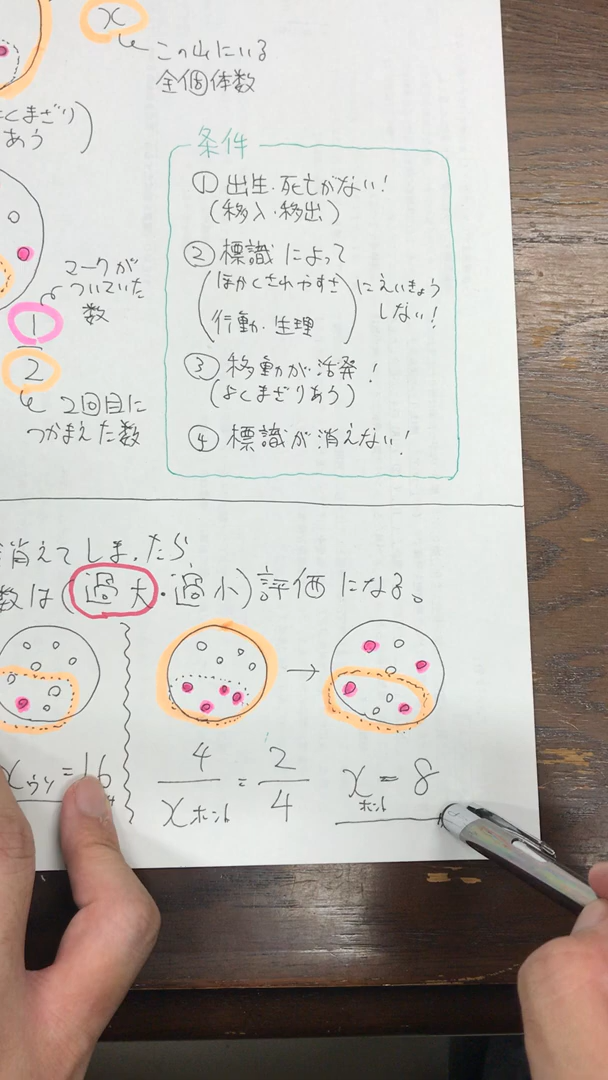 x
この山にいる
全個体数
くまざり
あう)
条件
① 出生・死亡がない!
(移入・移出)
② 標識によって
(ほかくされやすさ
行動・生理)
にえいきょう
しない!
③ 移動が活発!
(よくまざりあう)
④ 標識が消えない!
マークが
ついていた
数
1
2
2回目に
つかまえた数
消えてしまったら、
数は(過大・過小)評価になる。
xウソ=16
4/xホント = 2/4
xホント = 8